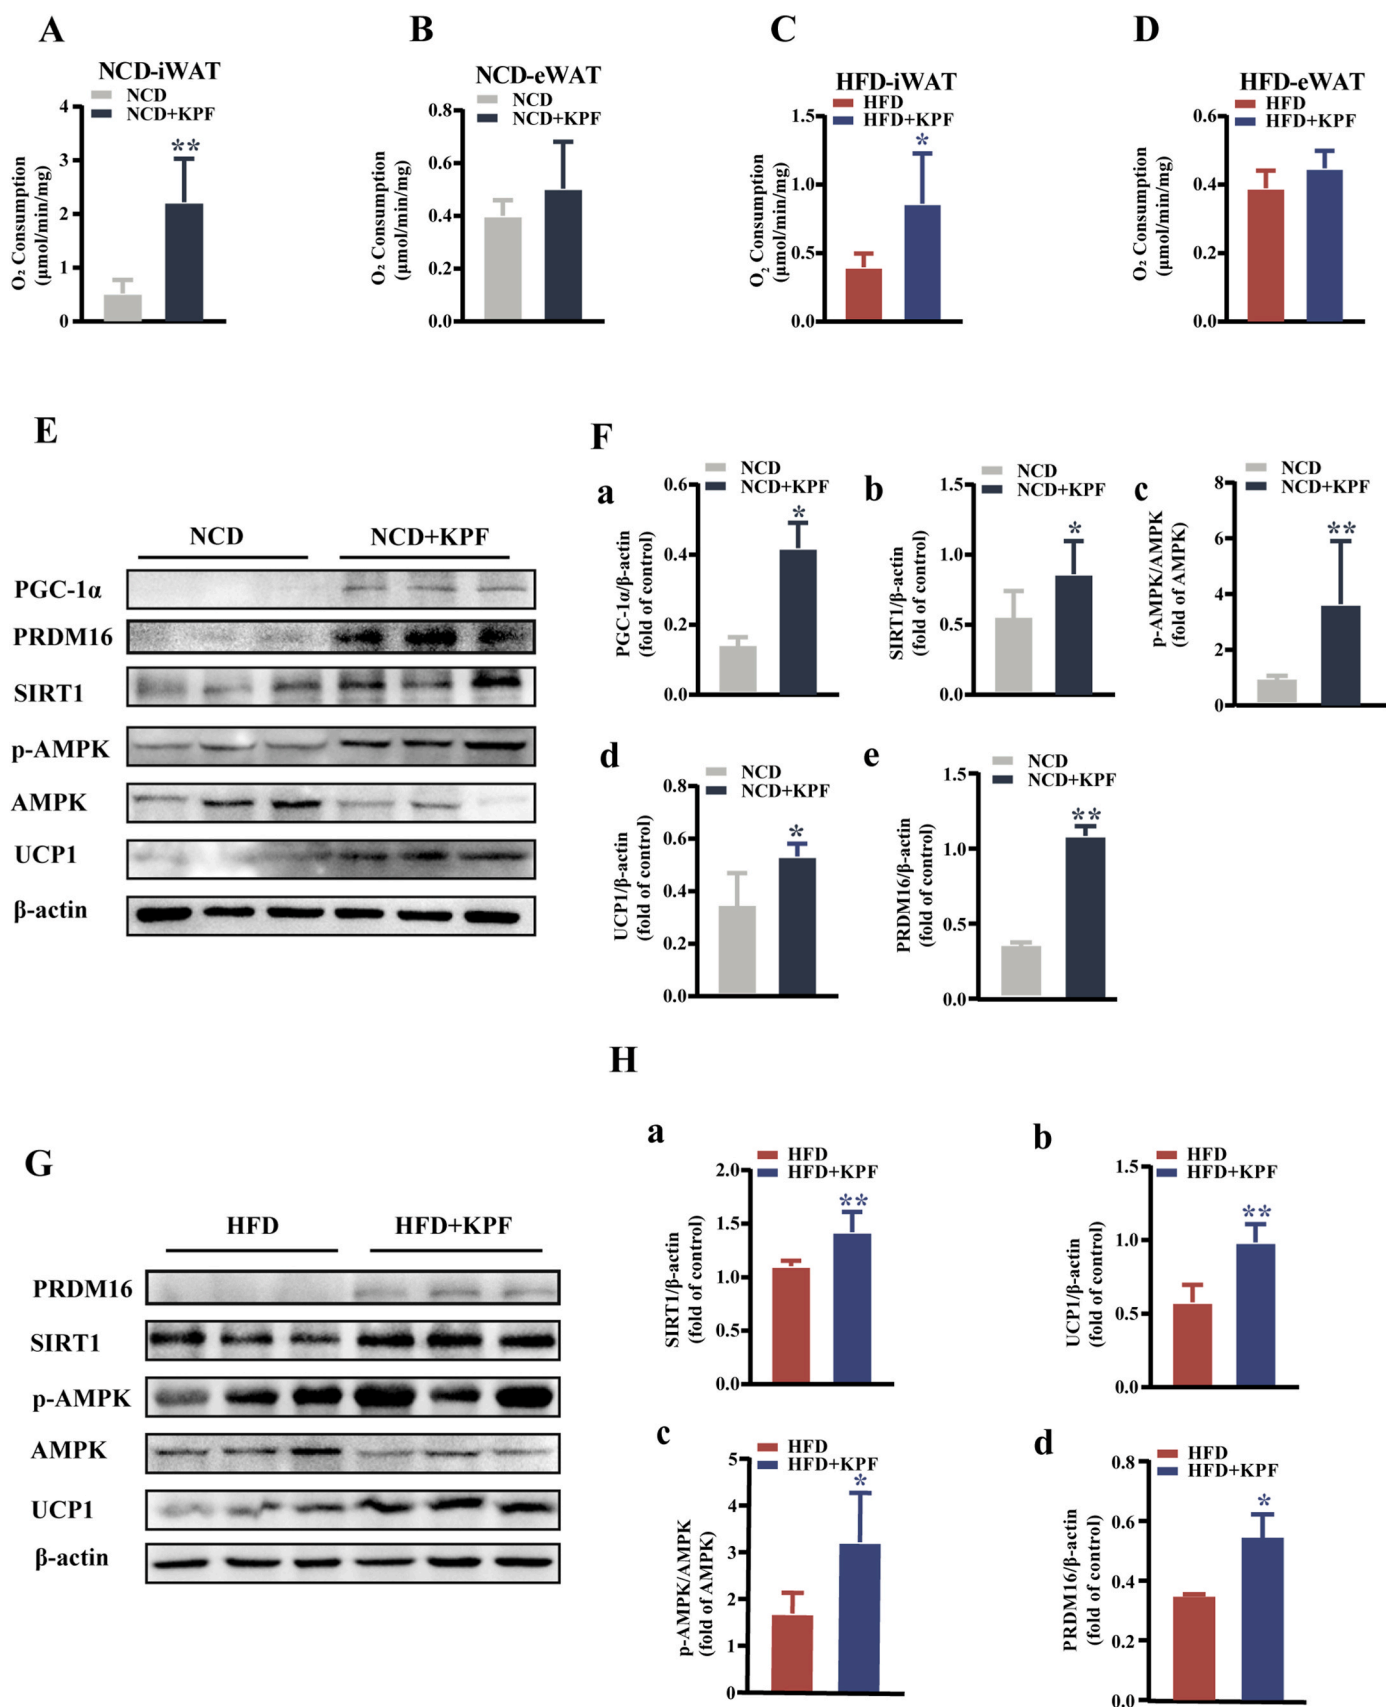 A
NCD-iWAT
NCD
NCD+KPF
O₂ Consumption
(μmol/min/mg)
4
3
2
1
0
**
B
NCD-eWAT
NCD
NCD+KPF
O₂ Consumption
(μmol/min/mg)
0.8
0.6
0.4
0.2
0.0
C
HFD-iWAT
HFD
HFD+KPF
O₂ Consumption
(μmol/min/mg)
1.5
1.0
0.5
0.0
*
D
HFD-eWAT
HFD
HFD+KPF
O₂ Consumption
(μmol/min/mg)
0.6
0.4
0.2
0.0
E
NCD NCD+KPF
PGC-1α
PRDM16
SIRT1
p-AMPK
AMPK
UCP1
β-actin
F
a
NCD
NCD+KPF
PGC-1α/β-actin
(fold of control)
0.6
0.4
0.2
0.0
*
b
NCD
NCD+KPF
SIRT1/β-actin
(fold of control)
1.5
1.0
0.5
0.0
*
c
NCD
NCD+KPF
p-AMPK/AMPK
(fold of AMPK)
8
6
4
2
0
**
d
NCD
NCD+KPF
UCP1/β-actin
(fold of control)
0.8
0.6
0.4
0.2
0.0
*
e
NCD
NCD+KPF
PRDM16/β-actin
(fold of control)
1.5
1.0
0.5
0.0
**
G
HFD HFD+KPF
PRDM16
SIRT1
p-AMPK
AMPK
UCP1
β-actin
H
a
HFD
HFD+KPF
SIRT1/β-actin
(fold of control)
2.0
1.5
1.0
0.5
0
**
b
HFD
HFD+KPF
UCP1/β-actin
(fold of control)
1.5
1.0
0.5
0.0
**
c
HFD
HFD+KPF
p-AMPK/AMPK
(fold of AMPK)
5
4
3
2
1
0
*
d
HFD
HFD+KPF
PRDM16/β-actin
(fold of control)
0.8
0.6
0.4
0.2
0.0
*